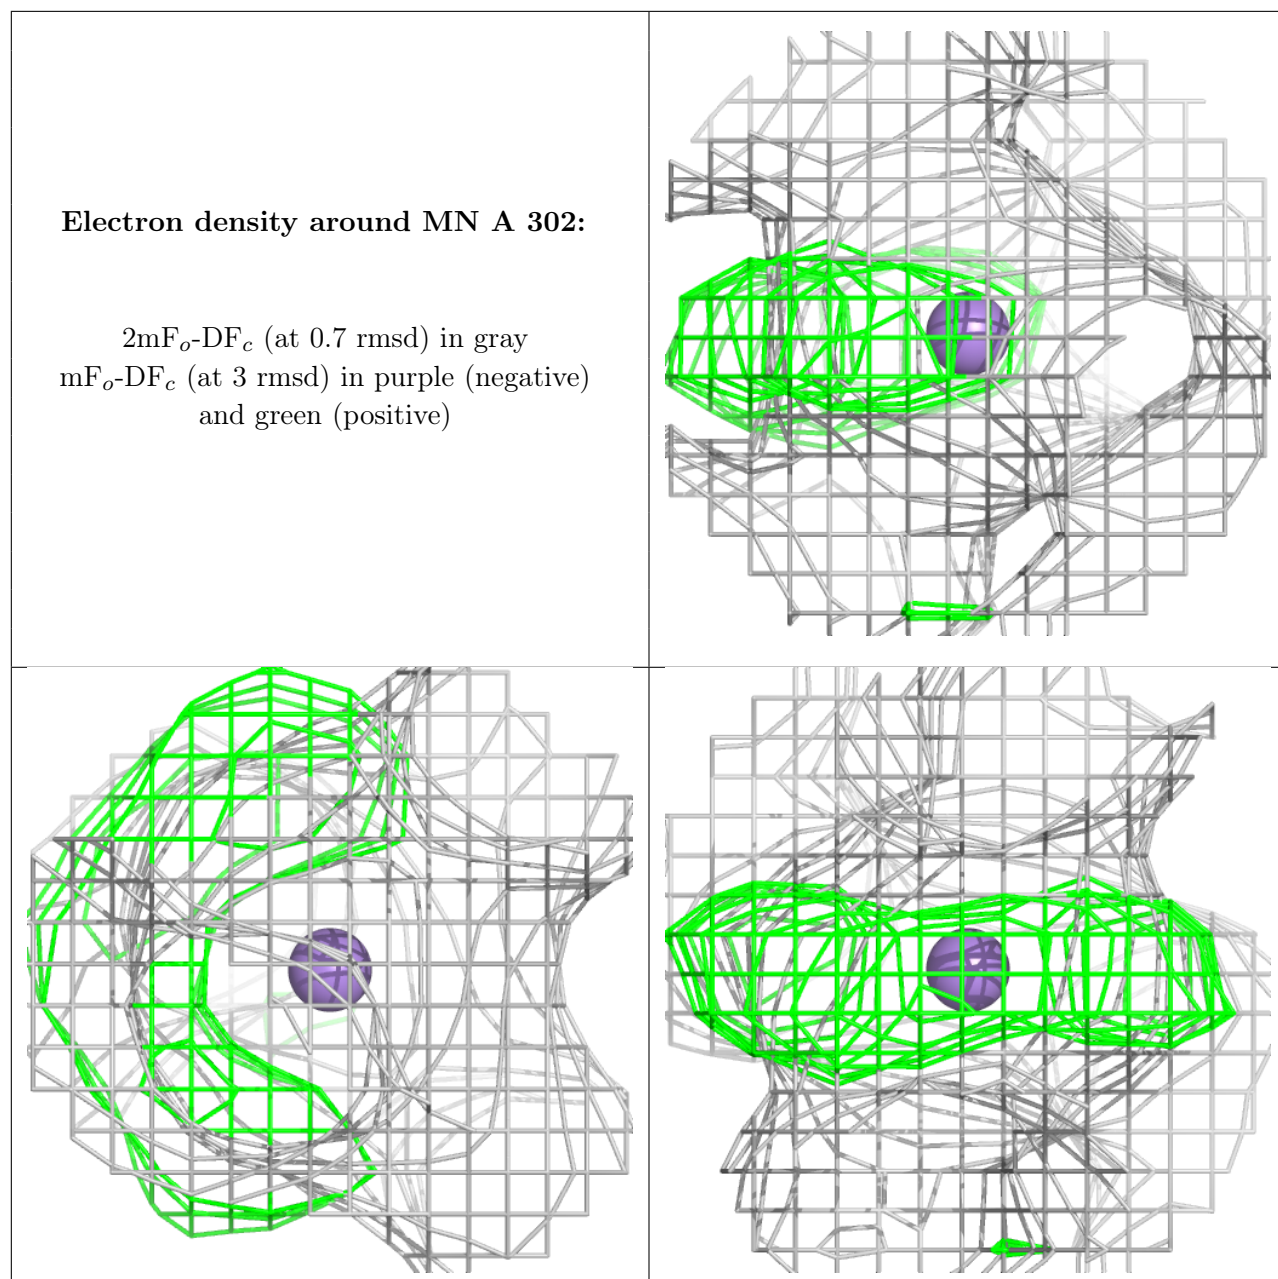 Electron density around MN A 302:
2mFo-DFc (at 0.7 rmsd) in gray
mFo-DFc (at 3 rmsd) in purple (negative)
and green (positive)